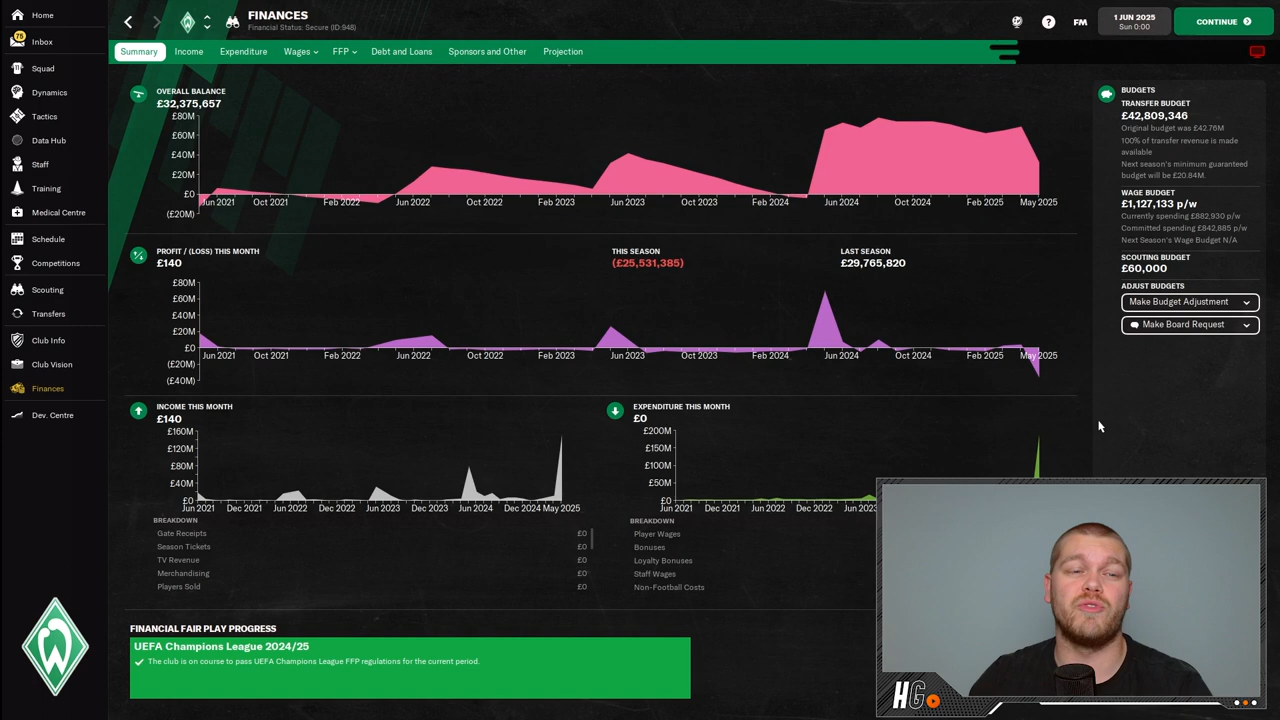 Home
75
Inbox
Squad
Dynamics
Tactics
Data Hub
Staff
Training
Medical Centre
Schedule
Competitions
Scouting
Transfers
Club Info
Club Vision
Finances
Dev. Centre
FINANCES
Financial Status: Secure (ID:948)
FM
1 JUN 2025
Sun 0:00
CONTINUE
Summary
Income
Expenditure
Wages
FFP
Debt and Loans
Sponsors and Other
Projection
OVERALL BALANCE
£32,375,657
£80M
£60M
£40M
£20M
£0
(£20M)
Jun 2021 Oct 2021 Feb 2022 Jun 2022 Oct 2022 Feb 2023 Jun 2023 Oct 2023 Feb 2024 Jun 2024 Oct 2024 Feb 2025 May 2025
PROFIT / (LOSS) THIS MONTH
£140
THIS SEASON
(£25,531,385)
LAST SEASON
£29,765,820
£80M
£60M
£40M
£20M
£0
(£20M)
(£40M)
Jun 2021 Oct 2021 Feb 2022 Jun 2022 Oct 2022 Feb 2023 Jun 2023 Oct 2023 Feb 2024 Jun 2024 Oct 2024 Feb 2025 May 2025
INCOME THIS MONTH
£140
£160M
£120M
£80M
£40M
£0
Jun 2021 Dec 2021 Jun 2022 Dec 2022 Jun 2023 Dec 2023 Jun 2024 Dec 2024 May 2025
BREAKDOWN
Gate Receipts £0
Season Tickets £0
TV Revenue £0
Merchandising £0
Players Sold £0
EXPENDITURE THIS MONTH
£0
£200M
£150M
£100M
£50M
£0
Jun 2021 Dec 2021 Jun 2022 Dec 2022 Jun 2023
BREAKDOWN
Player Wages
Bonuses
Loyalty Bonuses
Staff Wages
Non-Football Costs
FINANCIAL FAIR PLAY PROGRESS
UEFA Champions League 2024/25
The club is on course to pass UEFA Champions League FFP regulations for the current period.
BUDGETS
TRANSFER BUDGET
£42,809,346
Original budget was £42.76M
100% of transfer revenue is made
available
Next season's minimum guaranteed
budget will be £20.84M.
WAGE BUDGET
£1,127,133 p/w
Currently spending £882,930 p/w
Committed spending £842,885 p/w
Next Season's Wage Budget N/A
SCOUTING BUDGET
£60,000
ADJUST BUDGETS
Make Budget Adjustment
Make Board Request
HG